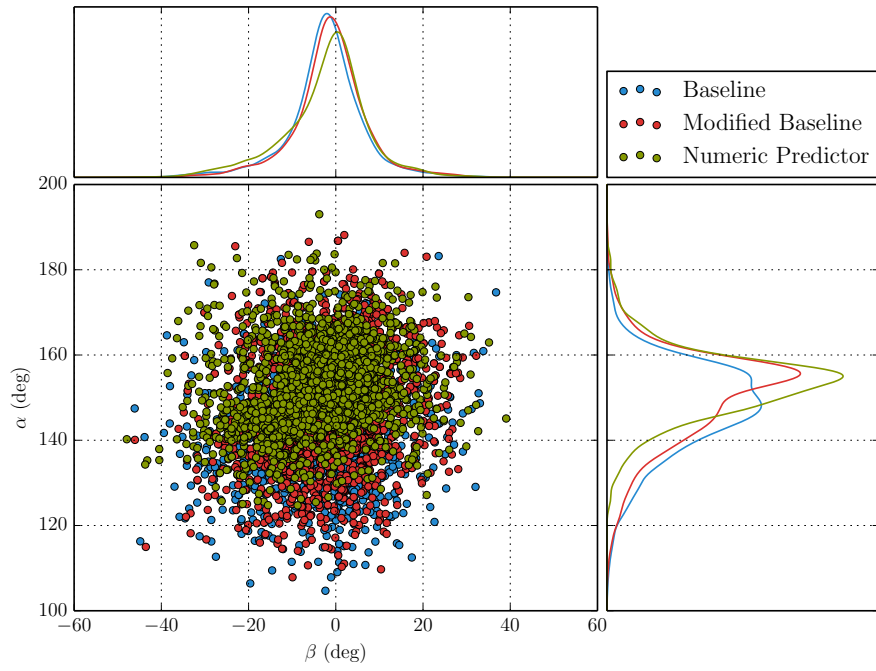 Baseline
Modified Baseline
Numeric Predictor
200
180
160
140
120
100
α (deg)
−60
−40
−20
0
20
40
60
β (deg)